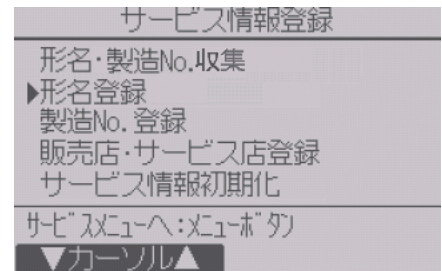 サービス情報登録
形名・製造No.収集
▶形名登録
製造No. 登録
販売店・サービス店登録
サービス情報初期化
ｻｰﾋﾞｽﾒﾆｭｰへ:ﾒﾆｭｰﾎﾞﾀﾝ
▼カーソル▲